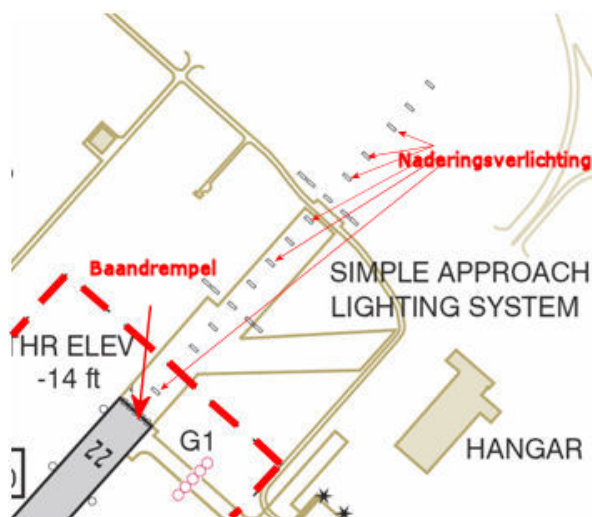 Naderingsverlichting
Baandrempel
SIMPLE APPROACH
LIGHTING SYSTEM
THR ELEV
-14 ft
G1
22
HANGAR